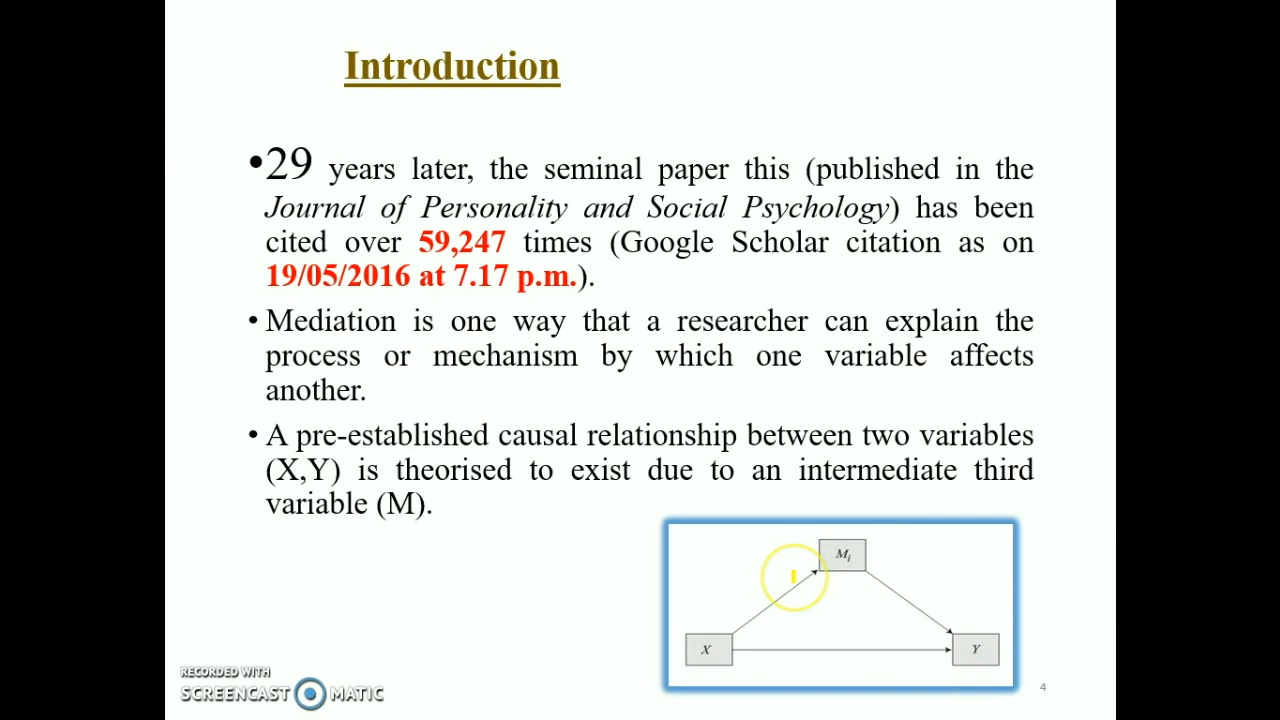 Introduction
•29 years later, the seminal paper this (published in the
Journal of Personality and Social Psychology) has been
cited over 59,247 times (Google Scholar citation as on
19/05/2016 at 7.17 p.m.).
• Mediation is one way that a researcher can explain the
process or mechanism by which one variable affects
another.
• A pre-established causal relationship between two variables
(X,Y) is theorised to exist due to an intermediate third
variable (M).
Mi
X
Y
RECORDED WITH
SCREENCAST MATIC
4